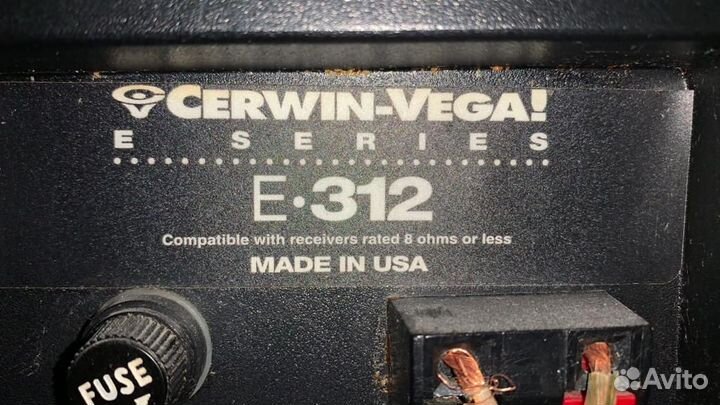 CERWIN-VEGA!
E SERIES
E·312
Compatible with receivers rated 8 ohms or less
MADE IN USA
FUSE
Avito